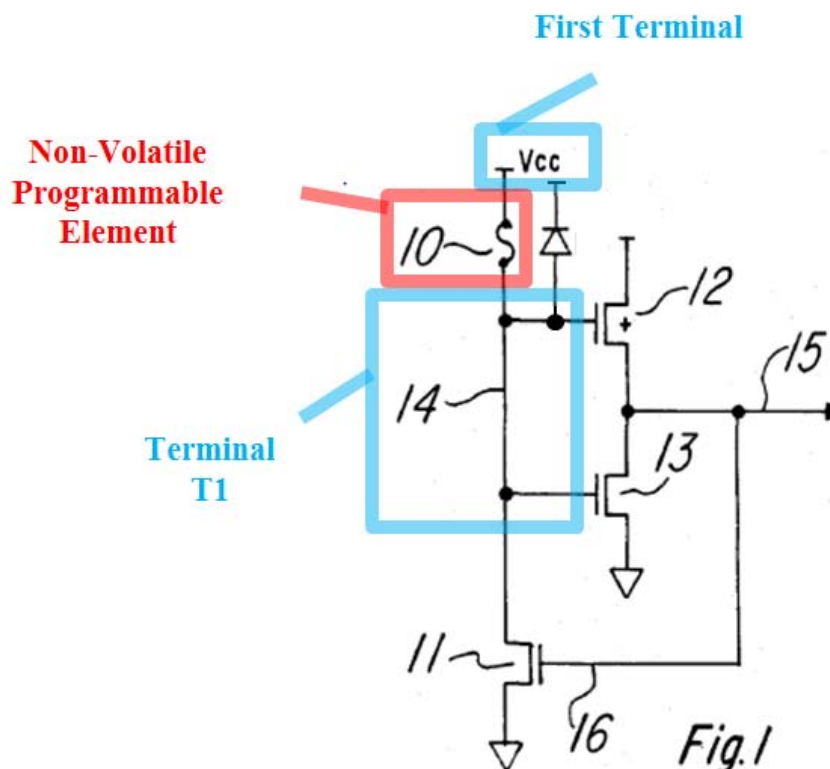 First Terminal
Non-Volatile
Programmable
Element
Vcc
10
12
15
14
Terminal
T1
13
11
16
Fig.1